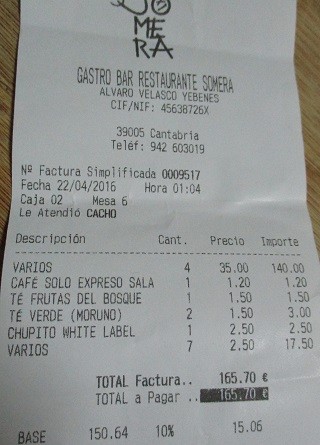 SO
ME
RA
GASTRO BAR RESTAURANTE SOMERA
ALVARO VELASCO YEBENES
CIF/NIF: 45638726X
39005 Cantabria
Teléf: 942 603019
Nº Factura Simplificada 0009517
Fecha 22/04/2016 Hora 01:04
Caja 02 Mesa 6
Le Atendió CACHO
Descripción Cant. Precio Importe
VARIOS 4 35.00 140.00
CAFÉ SOLO EXPRESO SALA 1 1.20 1.20
TÉ FRUTAS DEL BOSQUE 1 1.50 1.50
TÉ VERDE (MORUNO) 2 1.50 3.00
CHUPITO WHITE LABEL 1 2.50 2.50
VARIOS 7 2.50 17.50
TOTAL Factura.. 165.70 €
TOTAL a Pagar .. 165.70 €
BASE 150.64 10% 15.06